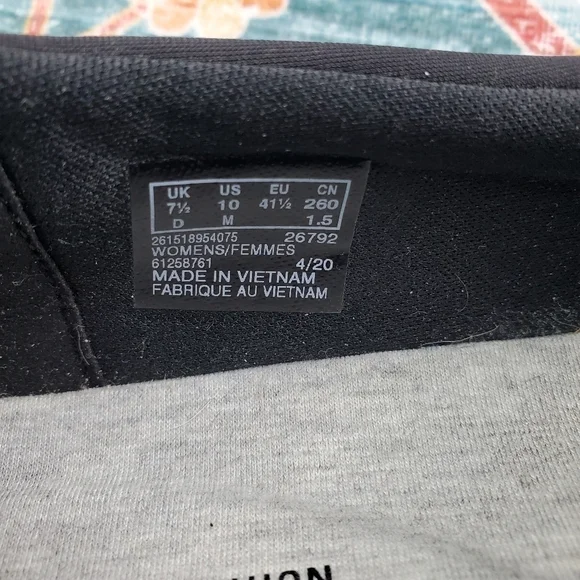 UK US EU CN
7½ 10 41½ 260
D M 1.5
261518954075 26792
WOMENS/FEMMES
61258761 4/20
MADE IN VIETNAM
FABRIQUE AU VIETNAM